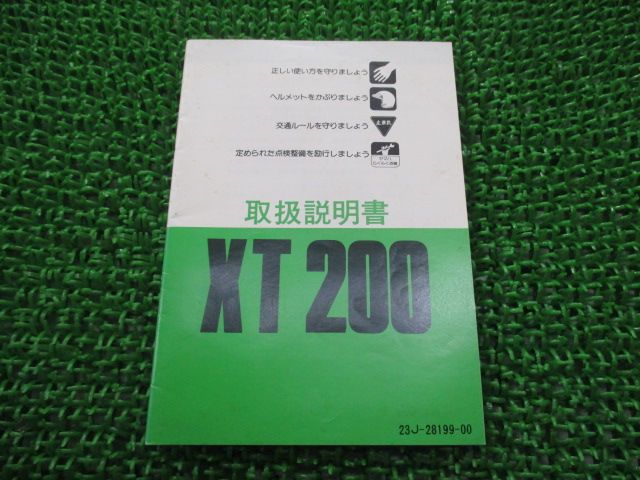 正しい使い方を守りましょう
ヘルメットをかぶりましょう
交通ルールを守りましょう
止まれ
定められた点検整備を励行しましょう
取扱説明書
XT200
23J-28199-00